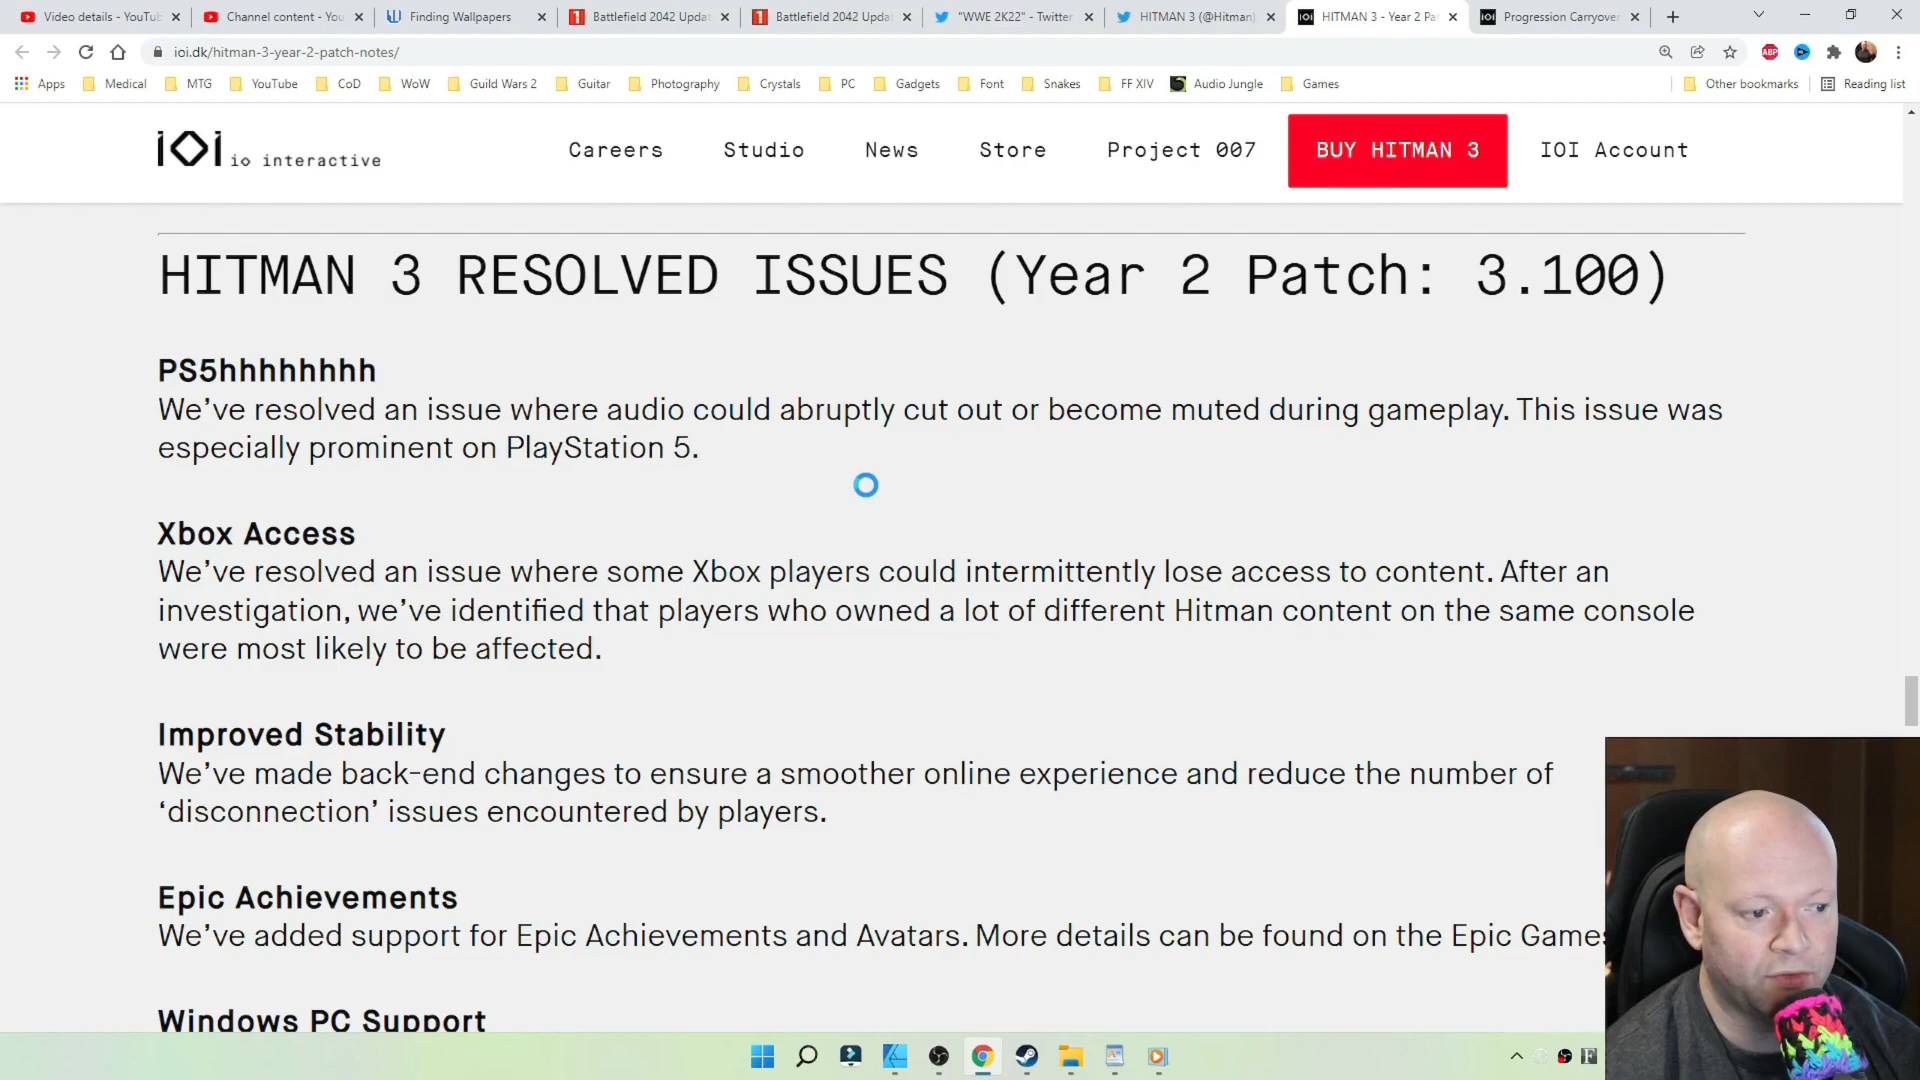 Video details - YouTu
Channel content - You
Finding Wallpapers
Battlefield 2042 Updat
Battlefield 2042 Updat
"WWE 2K22" - Twitter
HITMAN 3 (@Hitman)
HITMAN 3 - Year 2 Pa
Progression Carryover
ioi.dk/hitman-3-year-2-patch-notes/
ABP
Apps
Medical
MTG
YouTube
CoD
WoW
Guild Wars 2
Guitar
Photography
Crystals
PC
Gadgets
Font
Snakes
FF XIV
Audio Jungle
Games
Other bookmarks
Reading list
iOi io interactive
Careers
Studio
News
Store
Project 007
BUY HITMAN 3
IOI Account
HITMAN 3 RESOLVED ISSUES (Year 2 Patch: 3.100)
PS5hhhhhhhh
We’ve resolved an issue where audio could abruptly cut out or become muted during gameplay. This issue was
especially prominent on PlayStation 5.
Xbox Access
We’ve resolved an issue where some Xbox players could intermittently lose access to content. After an
investigation, we’ve identified that players who owned a lot of different Hitman content on the same console
were most likely to be affected.
Improved Stability
We’ve made back-end changes to ensure a smoother online experience and reduce the number of
‘disconnection’ issues encountered by players.
Epic Achievements
We’ve added support for Epic Achievements and Avatars. More details can be found on the Epic Games
Windows PC Support